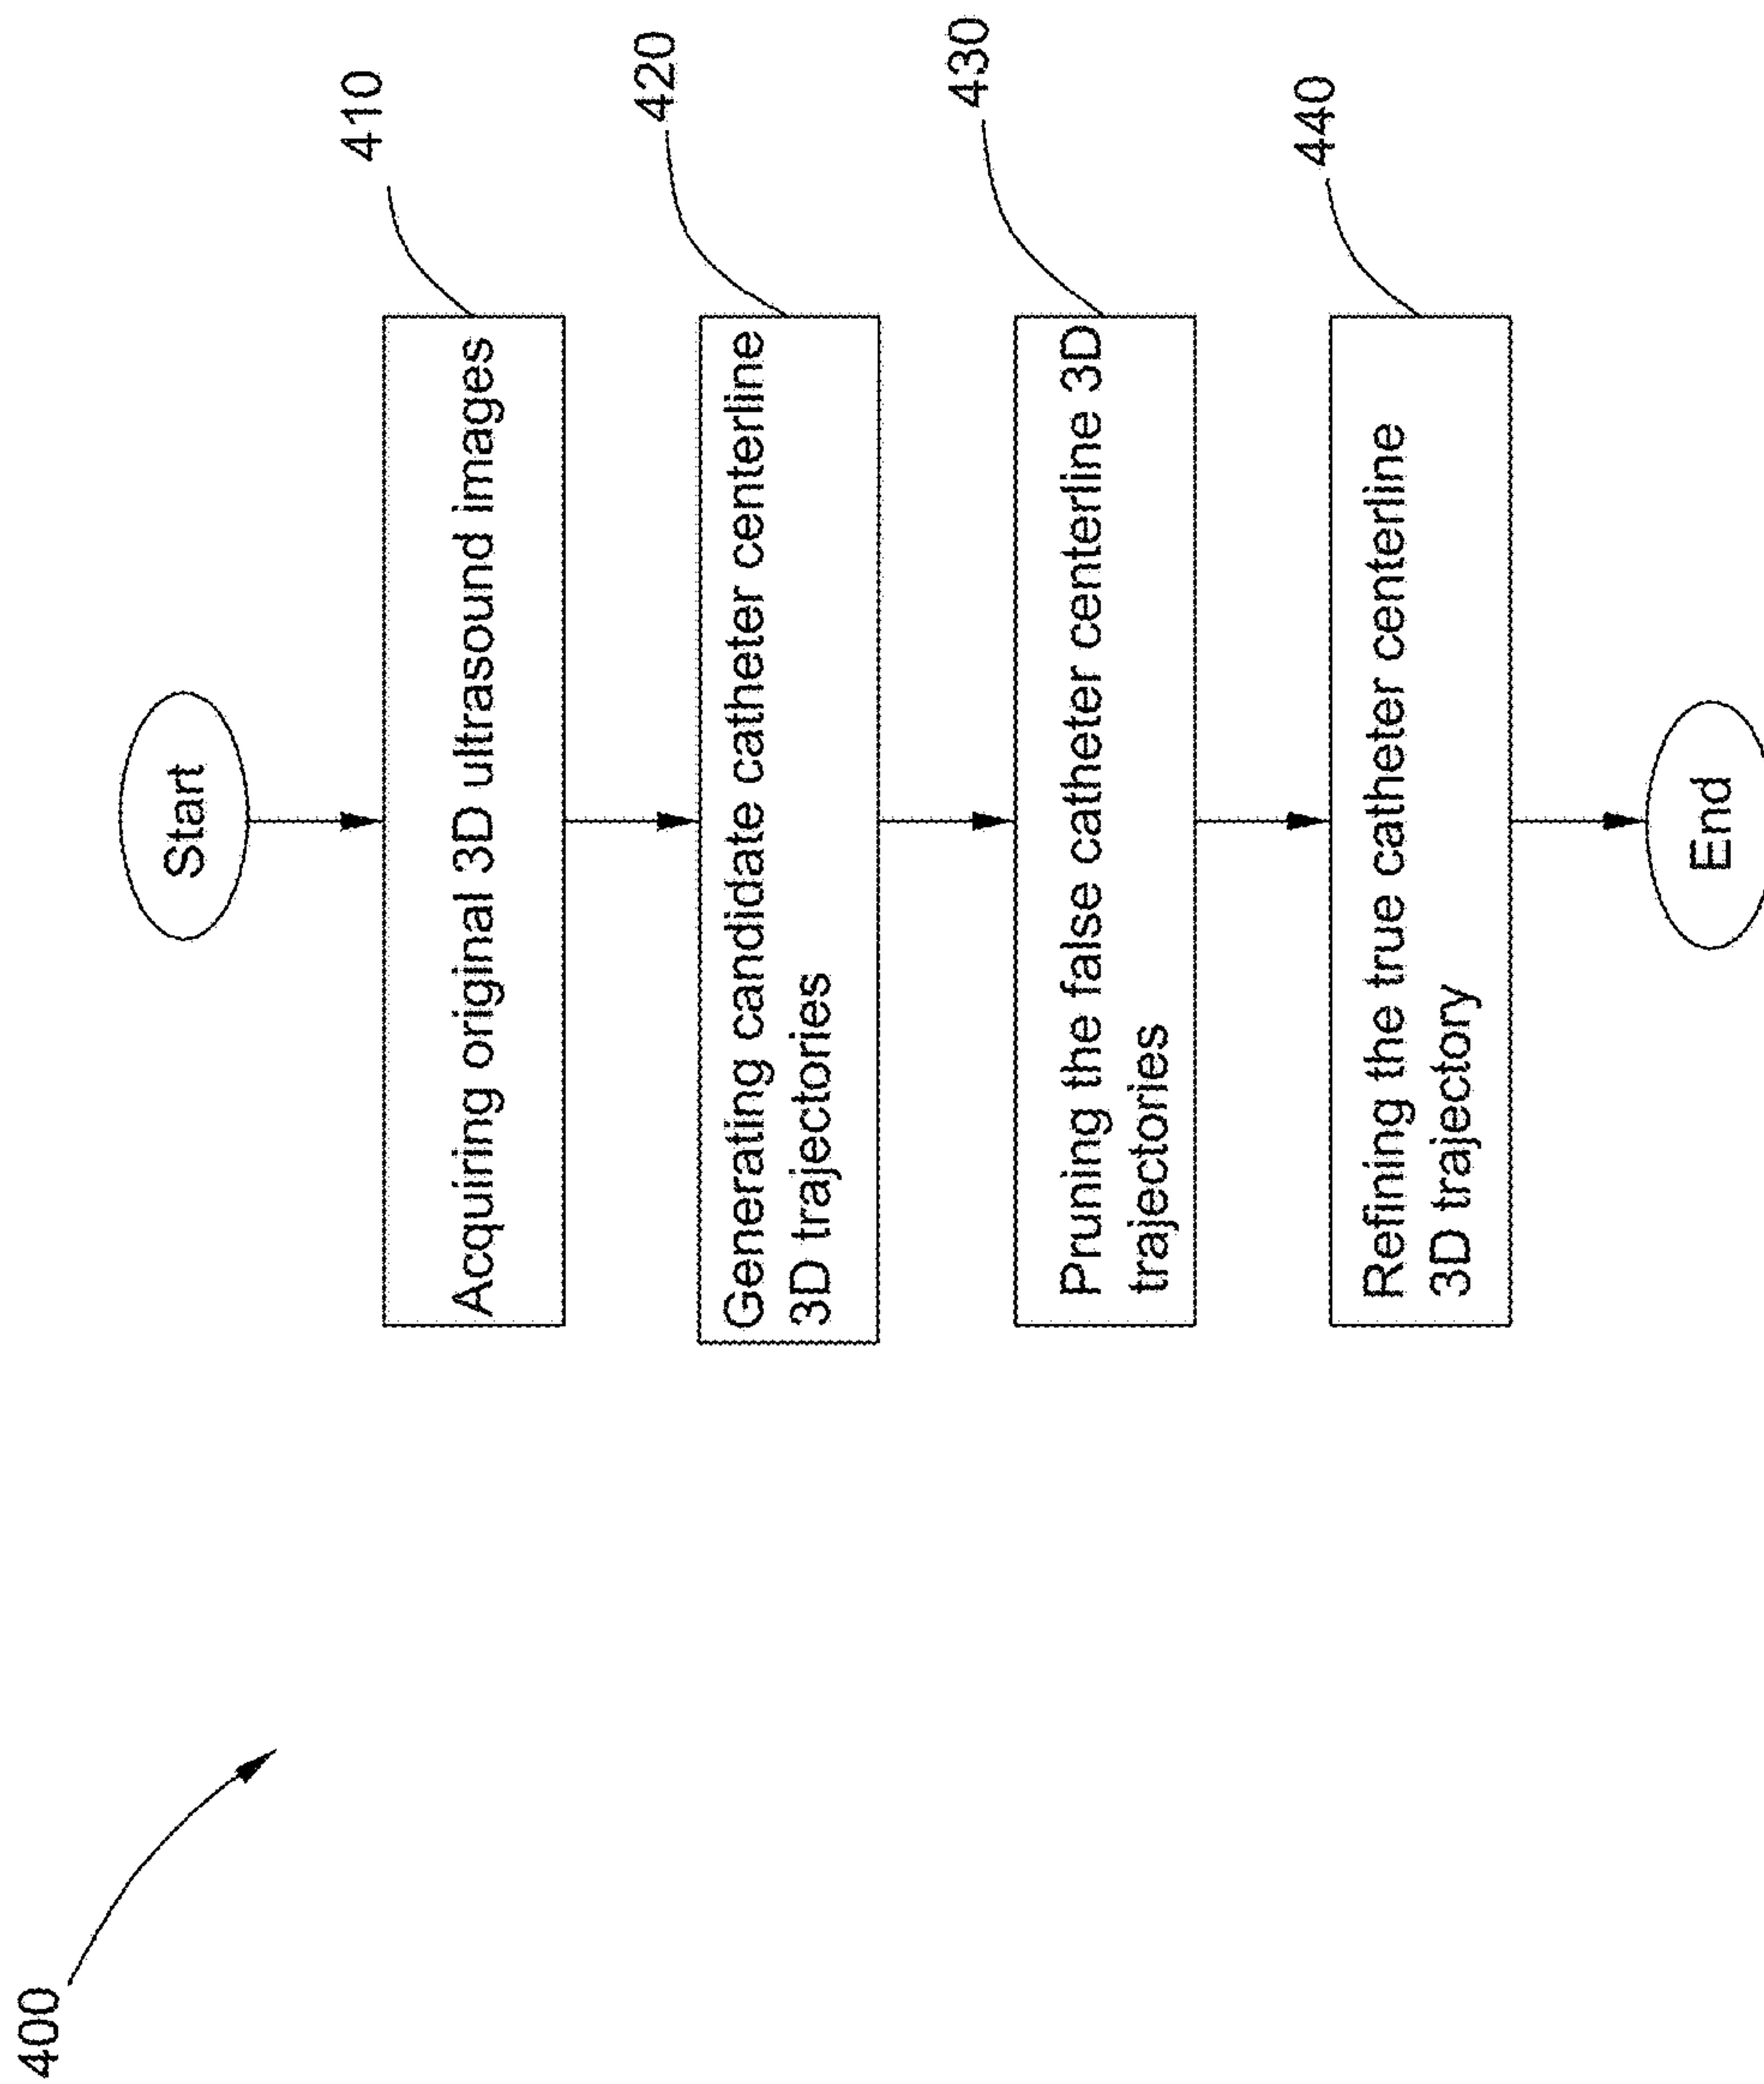 400
Start
410
Acquiring original 3D ultrasound images
420
Generating candidate catheter centerline
3D trajectories
430
Pruning the false catheter centerline 3D
trajectories
440
Refining the true catheter centerline
3D trajectory
End